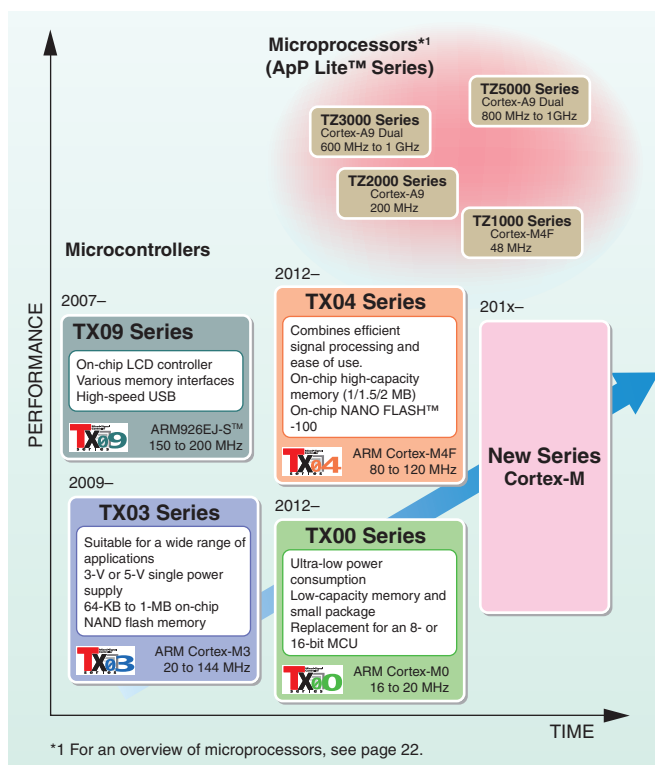 Microprocessors*1
(ApP Lite™ Series)
TZ5000 Series
Cortex-A9 Dual
800 MHz to 1GHz
TZ3000 Series
Cortex-A9 Dual
600 MHz to 1 GHz
TZ2000 Series
Cortex-A9
200 MHz
TZ1000 Series
Cortex-M4F
48 MHz
Microcontrollers
PERFORMANCE
2007–
TX09 Series
On-chip LCD controller
Various memory interfaces
High-speed USB
TX09
series
ARM926EJ-S™
150 to 200 MHz
2012–
TX04 Series
Combines efficient
signal processing and
ease of use.
On-chip high-capacity
memory (1/1.5/2 MB)
On-chip NANO FLASH™
-100
TX04
series
ARM Cortex-M4F
80 to 120 MHz
201x–
New Series
Cortex-M
2009–
TX03 Series
Suitable for a wide range of
applications
3-V or 5-V single power
supply
64-KB to 1-MB on-chip
NAND flash memory
TX03
series
ARM Cortex-M3
20 to 144 MHz
2012–
TX00 Series
Ultra-low power
consumption
Low-capacity memory and
small package
Replacement for an 8- or
16-bit MCU
TX00
series
ARM Cortex-M0
16 to 20 MHz
TIME
*1 For an overview of microprocessors, see page 22.